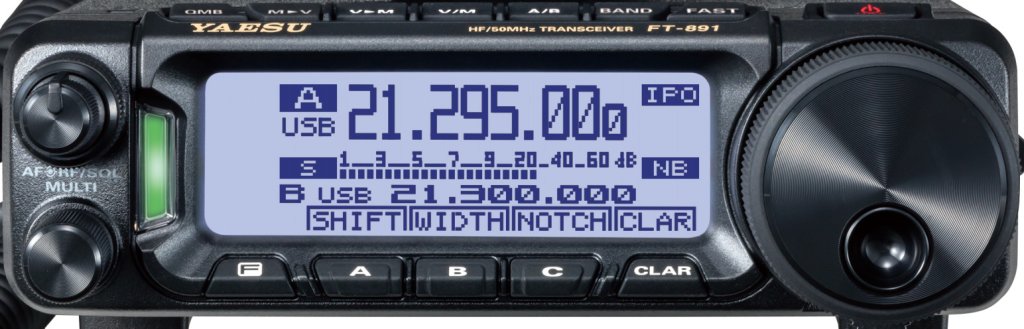 QMB M►V V►M V/M A/B BAND FAST
YAESU HF/50MHz TRANSCEIVER FT-891
A 21.295.000 IPO
USB
S 1 3 5 7 9 20 40 60 dB NB
B USB 21.300.000
SHIFT WIDTH NOTCH CLAR
AF RF/SQL
MULTI
F A B C CLAR